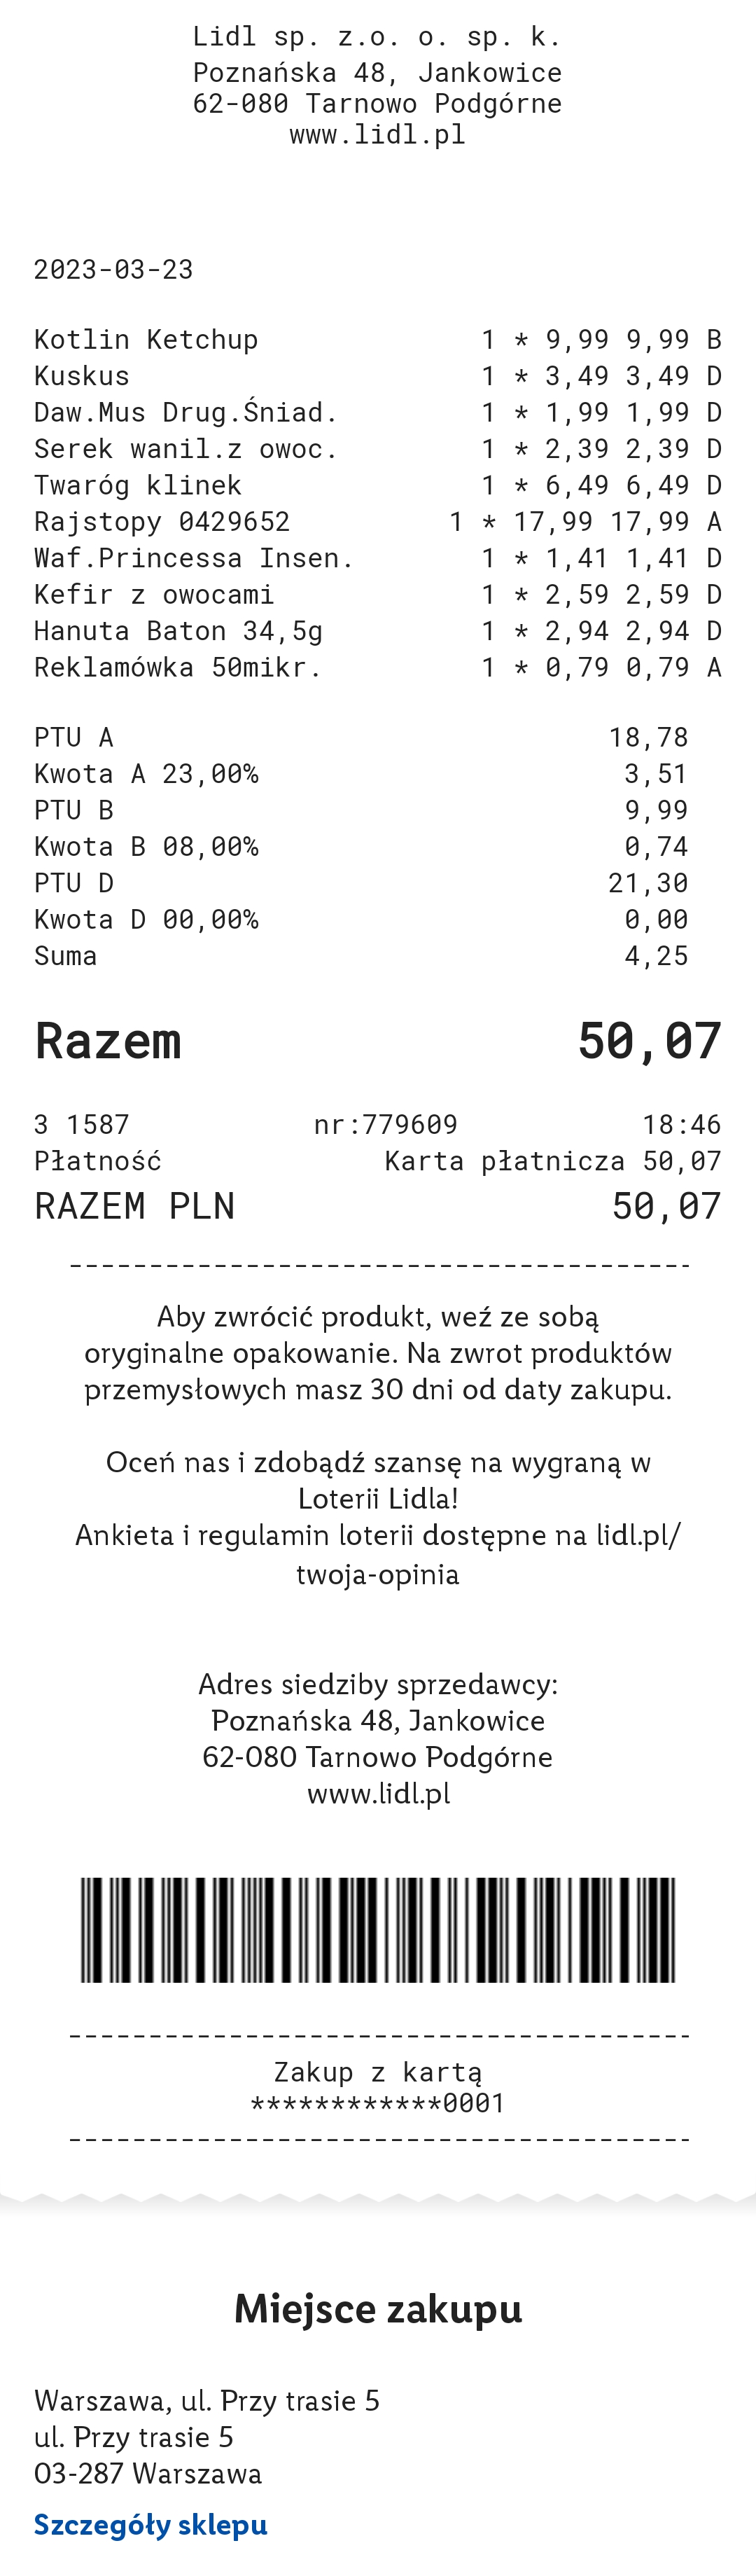 Lidl sp. z.o. o. sp. k.
Poznańska 48, Jankowice
62-080 Tarnowo Podgórne
www.lidl.pl
2023-03-23
Kotlin Ketchup 1 * 9,99 9,99 B
Kuskus 1 * 3,49 3,49 D
Daw.Mus Drug.Śniad. 1 * 1,99 1,99 D
Serek wanil.z owoc. 1 * 2,39 2,39 D
Twaróg klinek 1 * 6,49 6,49 D
Rajstopy 0429652 1 * 17,99 17,99 A
Waf.Princessa Insen. 1 * 1,41 1,41 D
Kefir z owocami 1 * 2,59 2,59 D
Hanuta Baton 34,5g 1 * 2,94 2,94 D
Reklamówka 50mikr. 1 * 0,79 0,79 A
PTU A 18,78
Kwota A 23,00% 3,51
PTU B 9,99
Kwota B 08,00% 0,74
PTU D 21,30
Kwota D 00,00% 0,00
Suma 4,25
Razem 50,07
3 1587 nr:779609 18:46
Płatność Karta płatnicza 50,07
RAZEM PLN 50,07
Aby zwrócić produkt, weź ze sobą
oryginalne opakowanie. Na zwrot produktów
przemysłowych masz 30 dni od daty zakupu.
Oceń nas i zdobądź szansę na wygraną w
Loterii Lidla!
Ankieta i regulamin loterii dostępne na lidl.pl/
twoja-opinia
Adres siedziby sprzedawcy:
Poznańska 48, Jankowice
62-080 Tarnowo Podgórne
www.lidl.pl
Zakup z kartą
************0001
Miejsce zakupu
Warszawa, ul. Przy trasie 5
ul. Przy trasie 5
03-287 Warszawa
Szczegóły sklepu